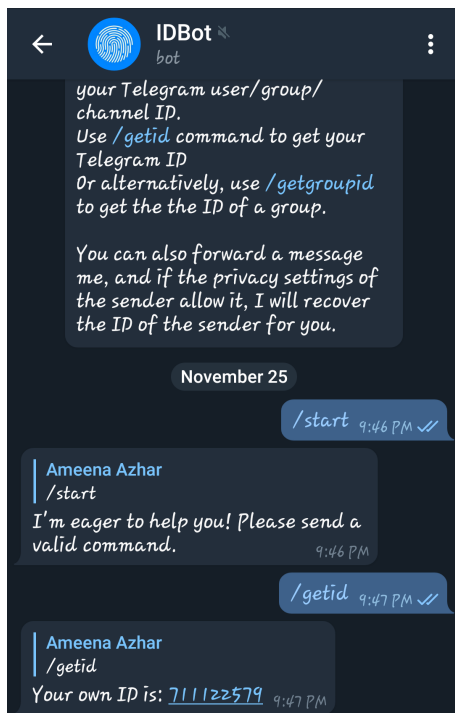 IDBot
bot
your Telegram user/group/
channel ID.
Use /getid command to get your
Telegram ID
Or alternatively, use /getgroupid
to get the the ID of a group.
You can also forward a message
me, and if the privacy settings of
the sender allow it, I will recover
the ID of the sender for you.
November 25
/start 9:46 PM
Ameena Azhar
/start
I'm eager to help you! Please send a
valid command.
9:46 PM
/getid 9:47 PM
Ameena Azhar
/getid
Your own ID is: 711122579 9:47 PM